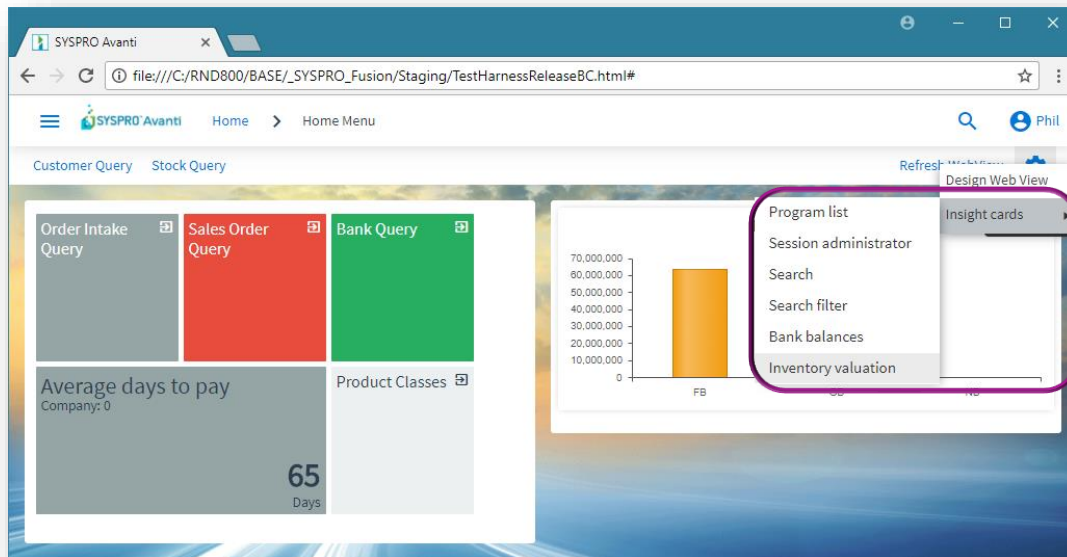 SYSPRO Avanti
file:///C:/RND800/BASE/_SYSPRO_Fusion/Staging/TestHarnessReleaseBC.html#
SYSPRO Avanti Home Home Menu Phil
Customer Query Stock Query Refresh WebView
Design Web View
Insight cards
Program list
Session administrator
Search
Search filter
Bank balances
Inventory valuation
Order Intake
Query
Sales Order
Query
Bank Query
Average days to pay
Company: 0
65
Days
Product Classes
70,000,000
60,000,000
50,000,000
40,000,000
30,000,000
20,000,000
10,000,000
0
FB